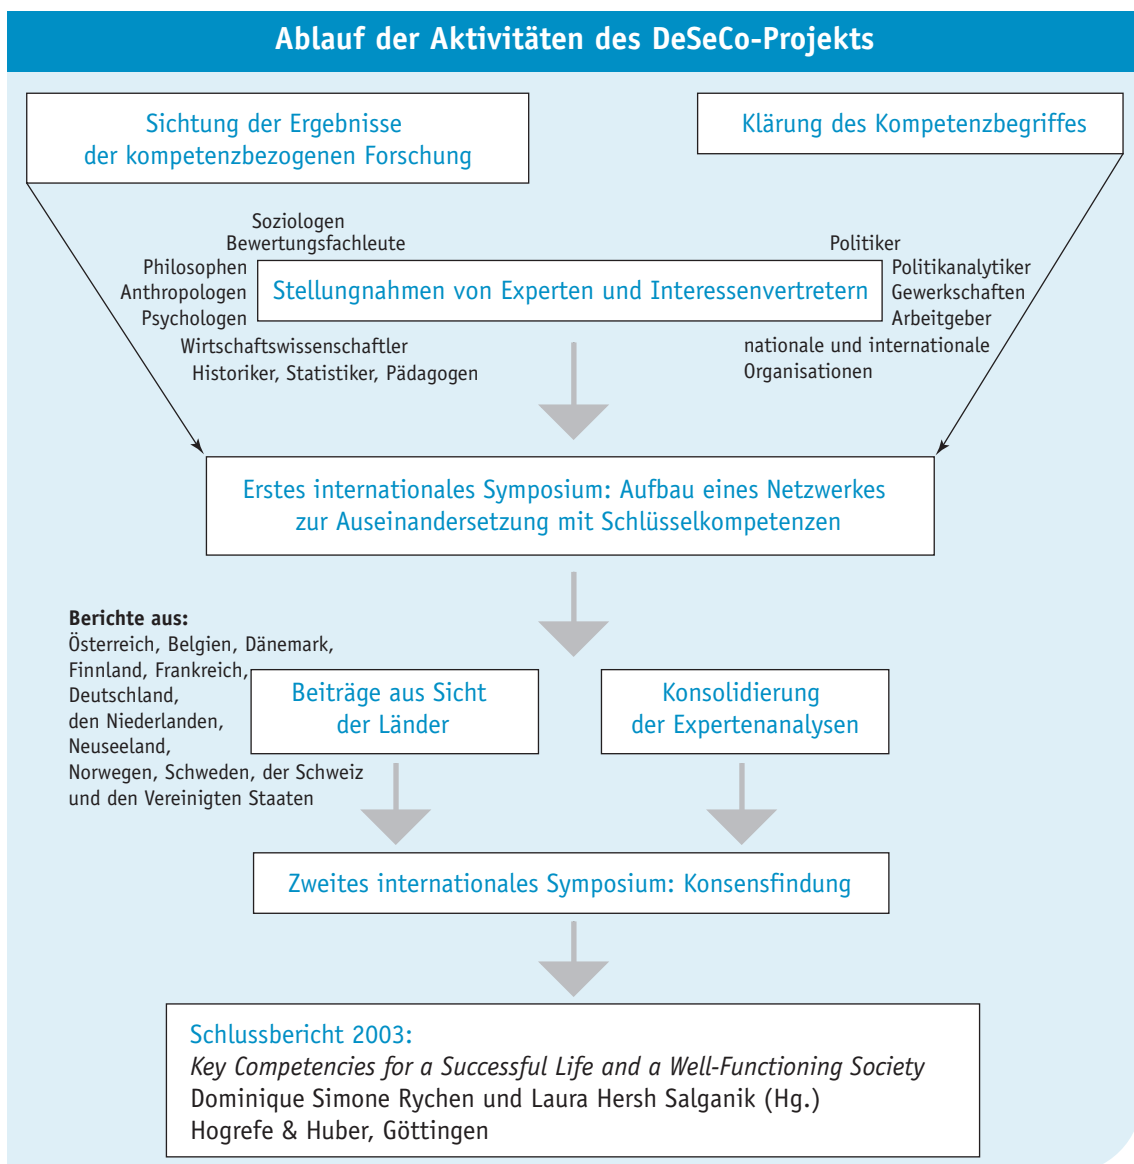 Ablauf der Aktivitäten des DeSeCo-Projekts
Sichtung der Ergebnisse
der kompetenzbezogenen Forschung
Klärung des Kompetenzbegriffes
Soziologen
Bewertungsfachleute
Philosophen
Anthropologen
Psychologen
Wirtschaftswissenschaftler
Historiker, Statistiker, Pädagogen
Stellungnahmen von Experten und Interessenvertretern
Politiker
Politikanalytiker
Gewerkschaften
Arbeitgeber
nationale und internationale
Organisationen
Erstes internationales Symposium: Aufbau eines Netzwerkes
zur Auseinandersetzung mit Schlüsselkompetenzen
Berichte aus:
Österreich, Belgien, Dänemark,
Finnland, Frankreich,
Deutschland,
den Niederlanden,
Neuseeland,
Norwegen, Schweden, der Schweiz
und den Vereinigten Staaten
Beiträge aus Sicht
der Länder
Konsolidierung
der Expertenanalysen
Zweites internationales Symposium: Konsensfindung
Schlussbericht 2003:
Key Competencies for a Successful Life and a Well-Functioning Society
Dominique Simone Rychen und Laura Hersh Salganik (Hg.)
Hogrefe & Huber, Göttingen